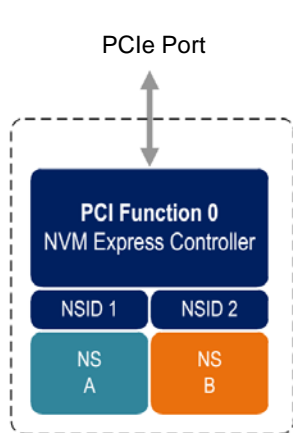 PCIe Port
PCI Function 0
NVM Express Controller
NSID 1
NSID 2
NS
A
NS
B